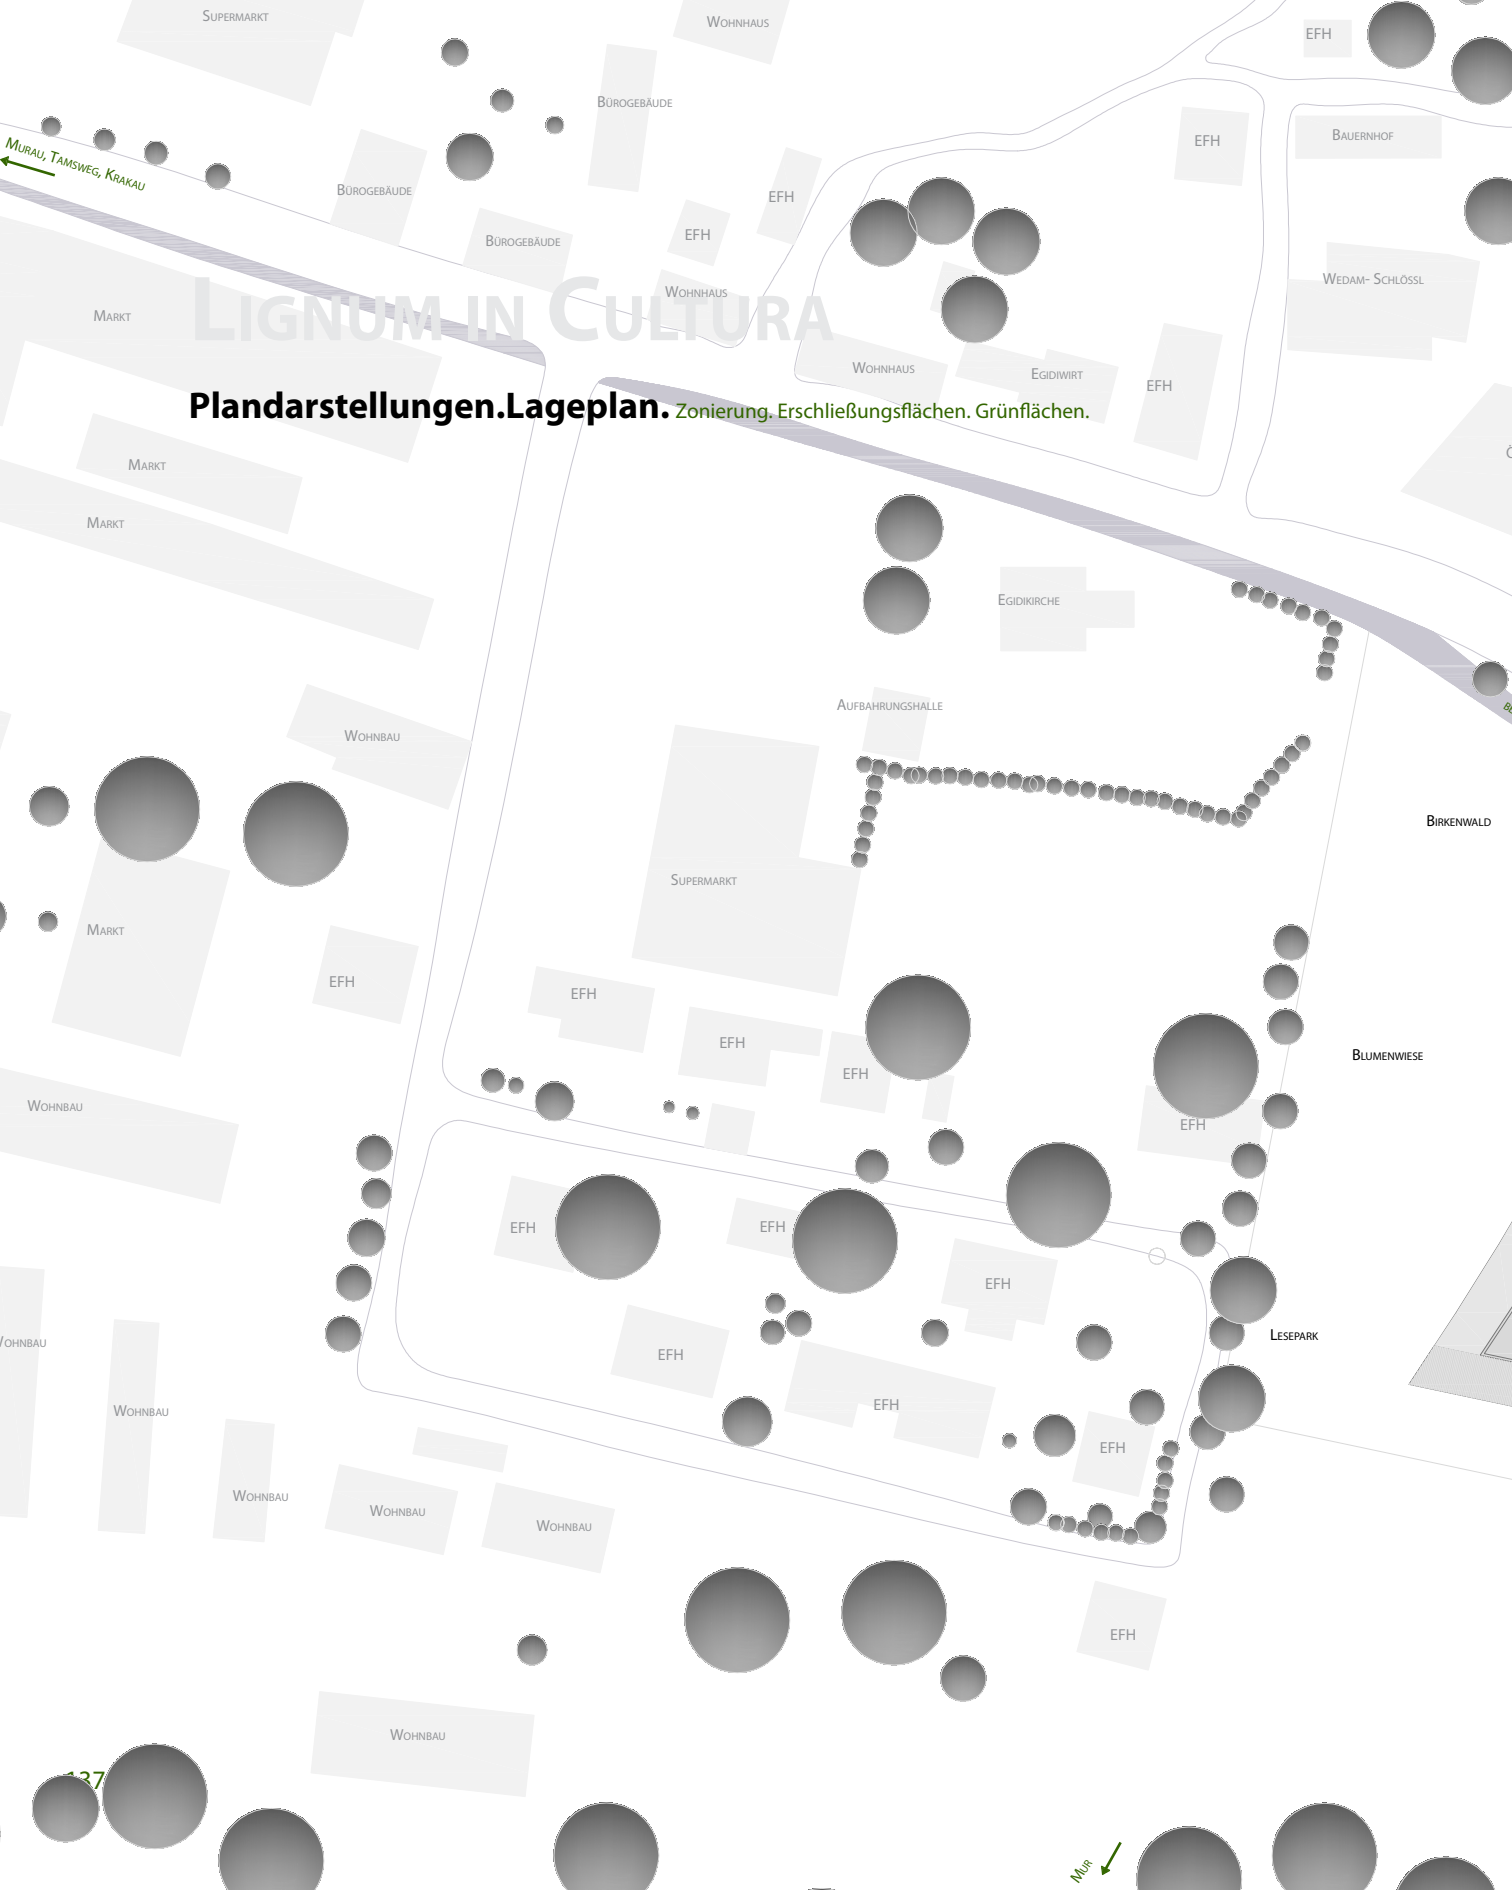 Supermarkt
Wohnhaus
EFH
Bürogebäude
Murau, Tamsweg, Krakau
Bürogebäude
EFH
Bauernhof
EFH
Bürogebäude
EFH
Wohnhaus
Wedam- Schlössl
Markt
Lignum in Cultura
Wohnhaus
Egidiwirt
EFH
Plandarstellungen.Lageplan. Zonierung. Erschließungsflächen. Grünflächen.
Markt
Markt
Egidikirche
Aufbahrungshalle
Wohnbau
Birkenwald
Supermarkt
Markt
EFH
EFH
EFH
EFH
Blumenwiese
Wohnbau
EFH
EFH
EFH
EFH
Lesepark
Wohnbau
EFH
EFH
Wohnbau
EFH
Wohnbau
Wohnbau
Wohnbau
EFH
Wohnbau
137
Mur